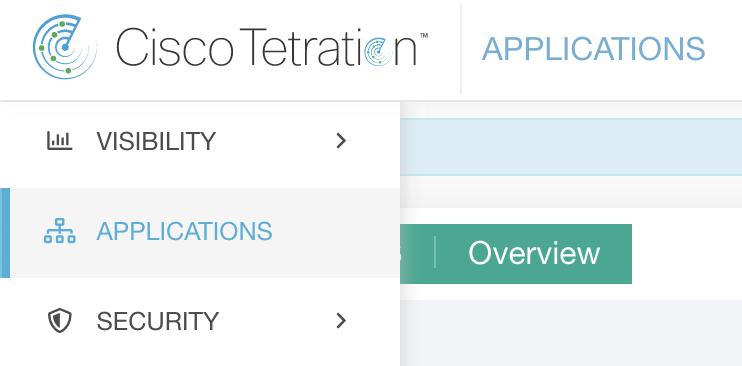 Cisco Tetration™
APPLICATIONS
VISIBILITY
APPLICATIONS
Overview
SECURITY